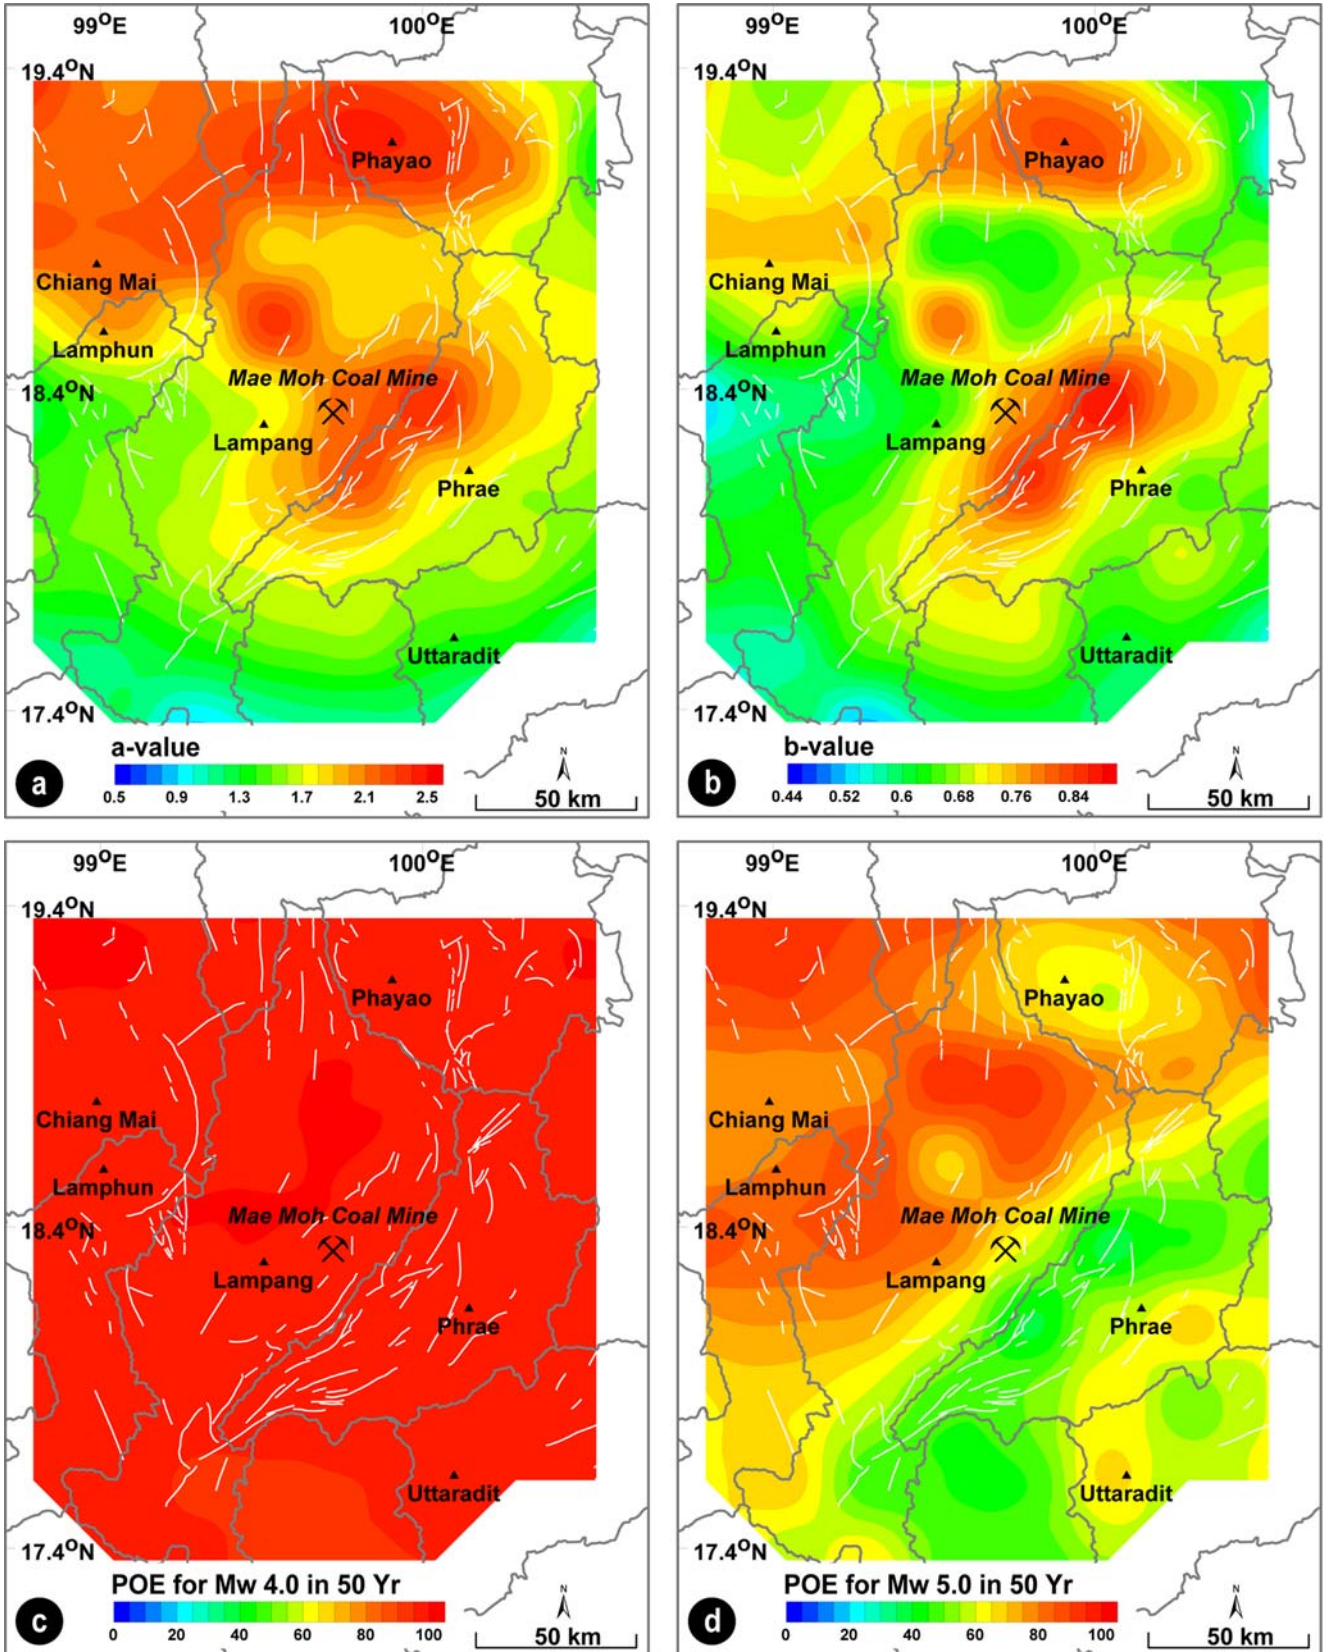 99°E 100°E
19.4°N
Phayao
Chiang Mai
Lamphun
Mae Moh Coal Mine
18.4°N
Lampang
Phrae
Uttaradit
17.4°N
a-value
0.5 0.9 1.3 1.7 2.1 2.5
a
N
50 km
99°E 100°E
19.4°N
Phayao
Chiang Mai
Lamphun
Mae Moh Coal Mine
18.4°N
Lampang
Phrae
Uttaradit
17.4°N
b-value
0.44 0.52 0.6 0.68 0.76 0.84
b
N
50 km
99°E 100°E
19.4°N
Phayao
Chiang Mai
Lamphun
Mae Moh Coal Mine
18.4°N
Lampang
Phrae
Uttaradit
17.4°N
POE for Mw 4.0 in 50 Yr
0 20 40 60 80 100
c
N
50 km
99°E 100°E
19.4°N
Phayao
Chiang Mai
Lamphun
Mae Moh Coal Mine
18.4°N
Lampang
Phrae
Uttaradit
17.4°N
POE for Mw 5.0 in 50 Yr
0 20 40 60 80 100
d
N
50 km